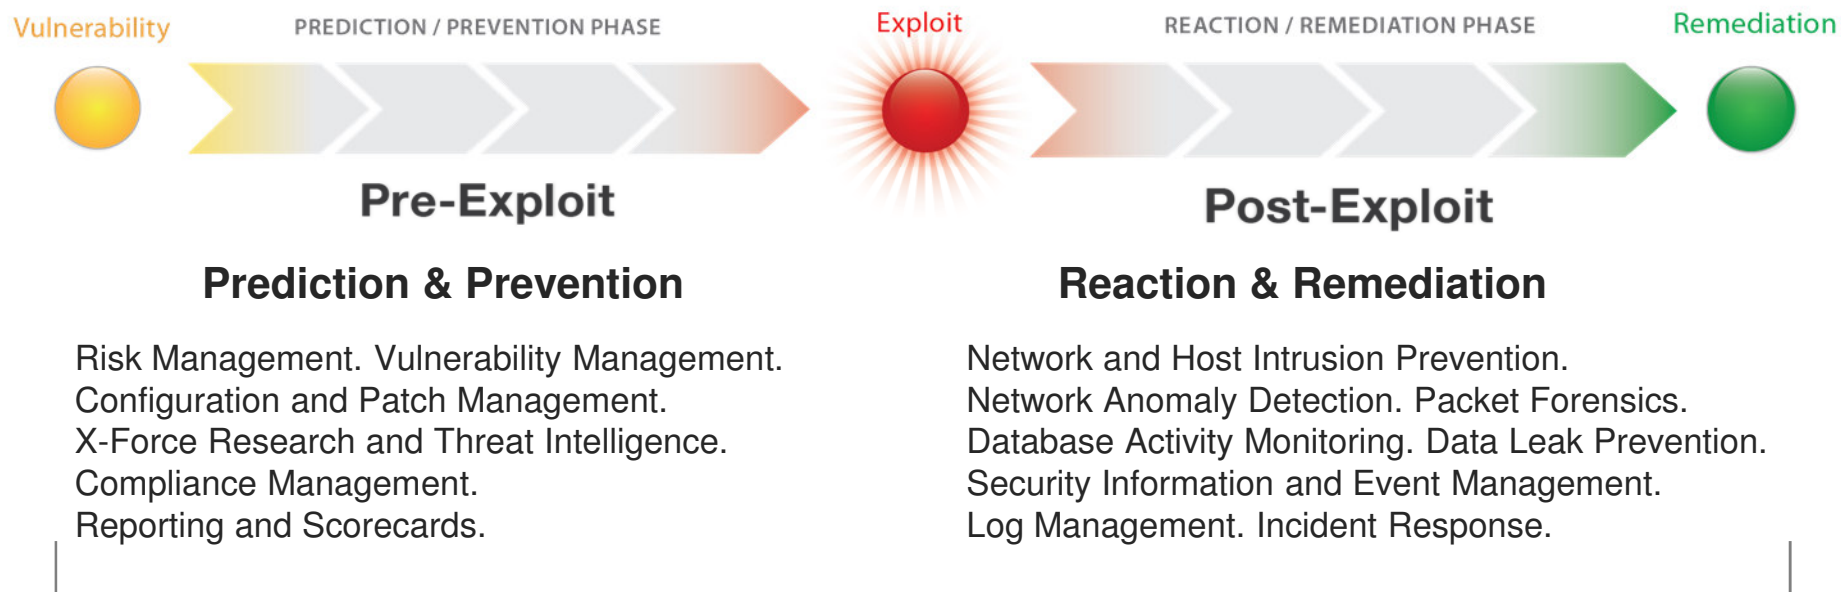 Vulnerability
PREDICTION / PREVENTION PHASE
Exploit
REACTION / REMEDIATION PHASE
Remediation
Pre-Exploit
Post-Exploit
Prediction & Prevention
Risk Management. Vulnerability Management.
Configuration and Patch Management.
X-Force Research and Threat Intelligence.
Compliance Management.
Reporting and Scorecards.
Reaction & Remediation
Network and Host Intrusion Prevention.
Network Anomaly Detection. Packet Forensics.
Database Activity Monitoring. Data Leak Prevention.
Security Information and Event Management.
Log Management. Incident Response.